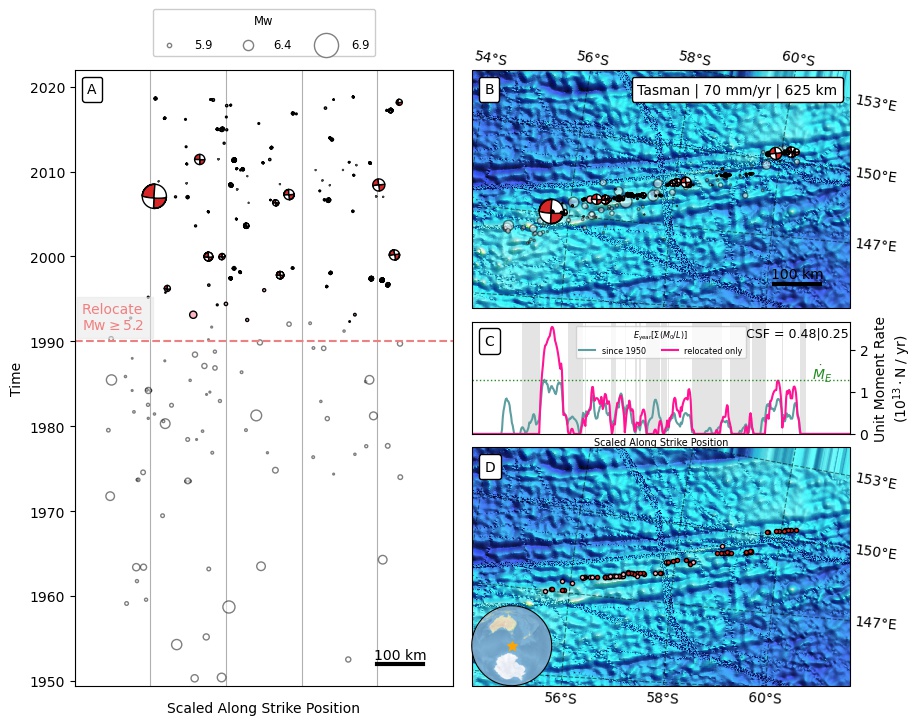 Mw
5.9 6.4 6.9
A
2020
2010
2000
1990
1980
1970
1960
1950
Time
Relocate
Mw ≥ 5.2
100 km
Scaled Along Strike Position
54°S 56°S 58°S 60°S
B
Tasman | 70 mm/yr | 625 km
153°E
150°E
147°E
100 km
C
E_year[Σ(M₀/L)]
since 1950 relocated only
CSF = 0.48|0.25
Ṁ_E
2
1
0
Unit Moment Rate
(10¹³ · N / yr)
Scaled Along Strike Position
D
153°E
150°E
147°E
56°S 58°S 60°S